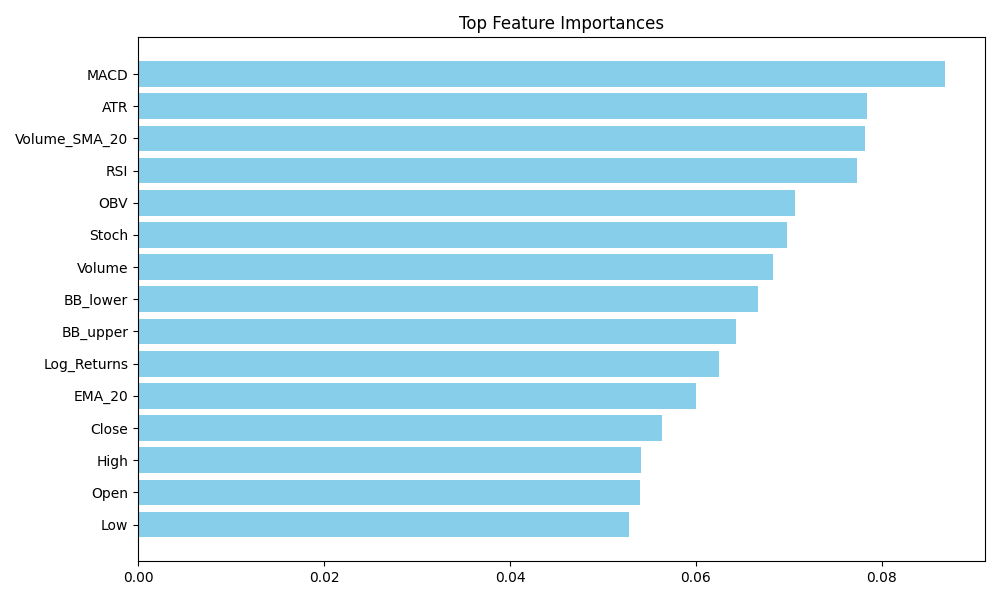 Top Feature Importances
MACD
ATR
Volume_SMA_20
RSI
OBV
Stoch
Volume
BB_lower
BB_upper
Log_Returns
EMA_20
Close
High
Open
Low
0.00 0.02 0.04 0.06 0.08